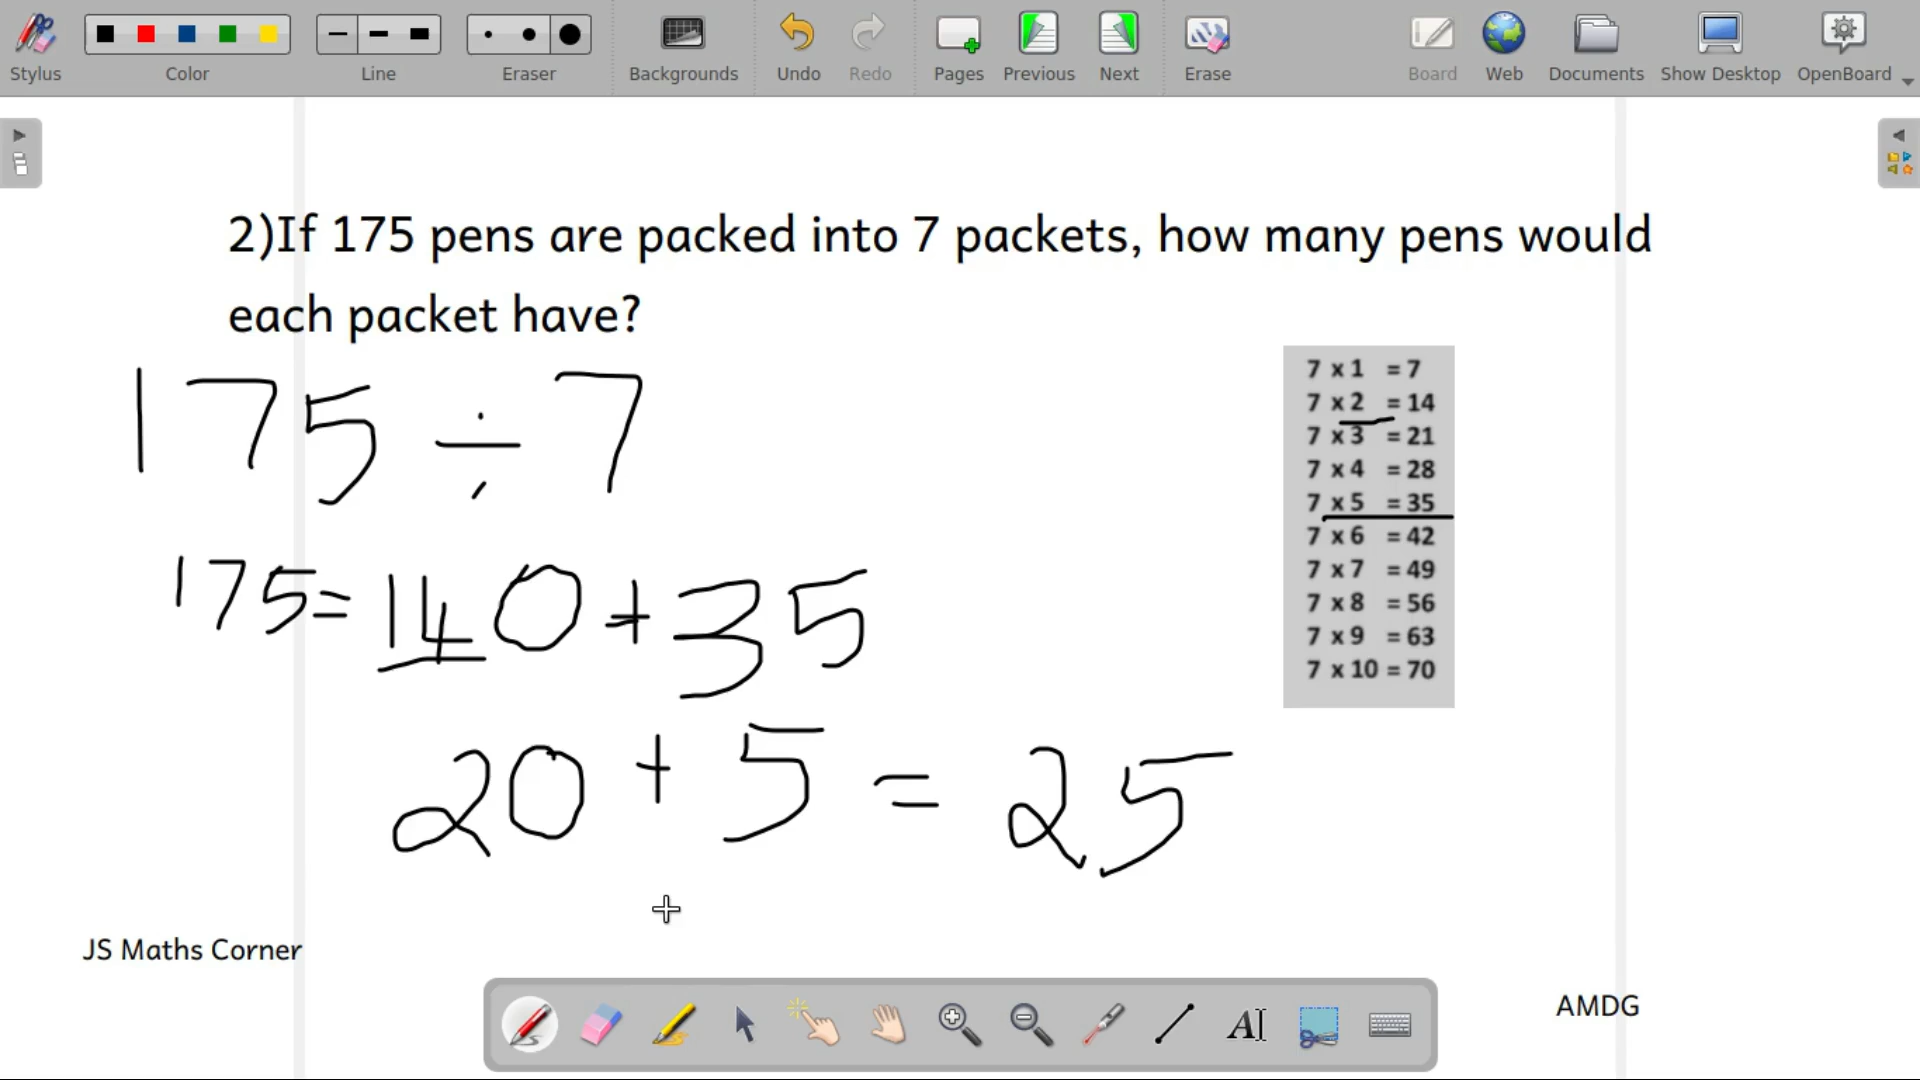 Stylus Color Line Eraser Backgrounds Undo Redo Pages Previous Next Erase Board Web Documents Show Desktop OpenBoard
2)If 175 pens are packed into 7 packets, how many pens would
each packet have?
175 ÷ 7
175= 140+35
20 + 5 = 25
7 x 1 = 7
7 x 2 = 14
7 x 3 = 21
7 x 4 = 28
7 x 5 = 35
7 x 6 = 42
7 x 7 = 49
7 x 8 = 56
7 x 9 = 63
7 x 10 = 70
JS Maths Corner
AMDG
AI